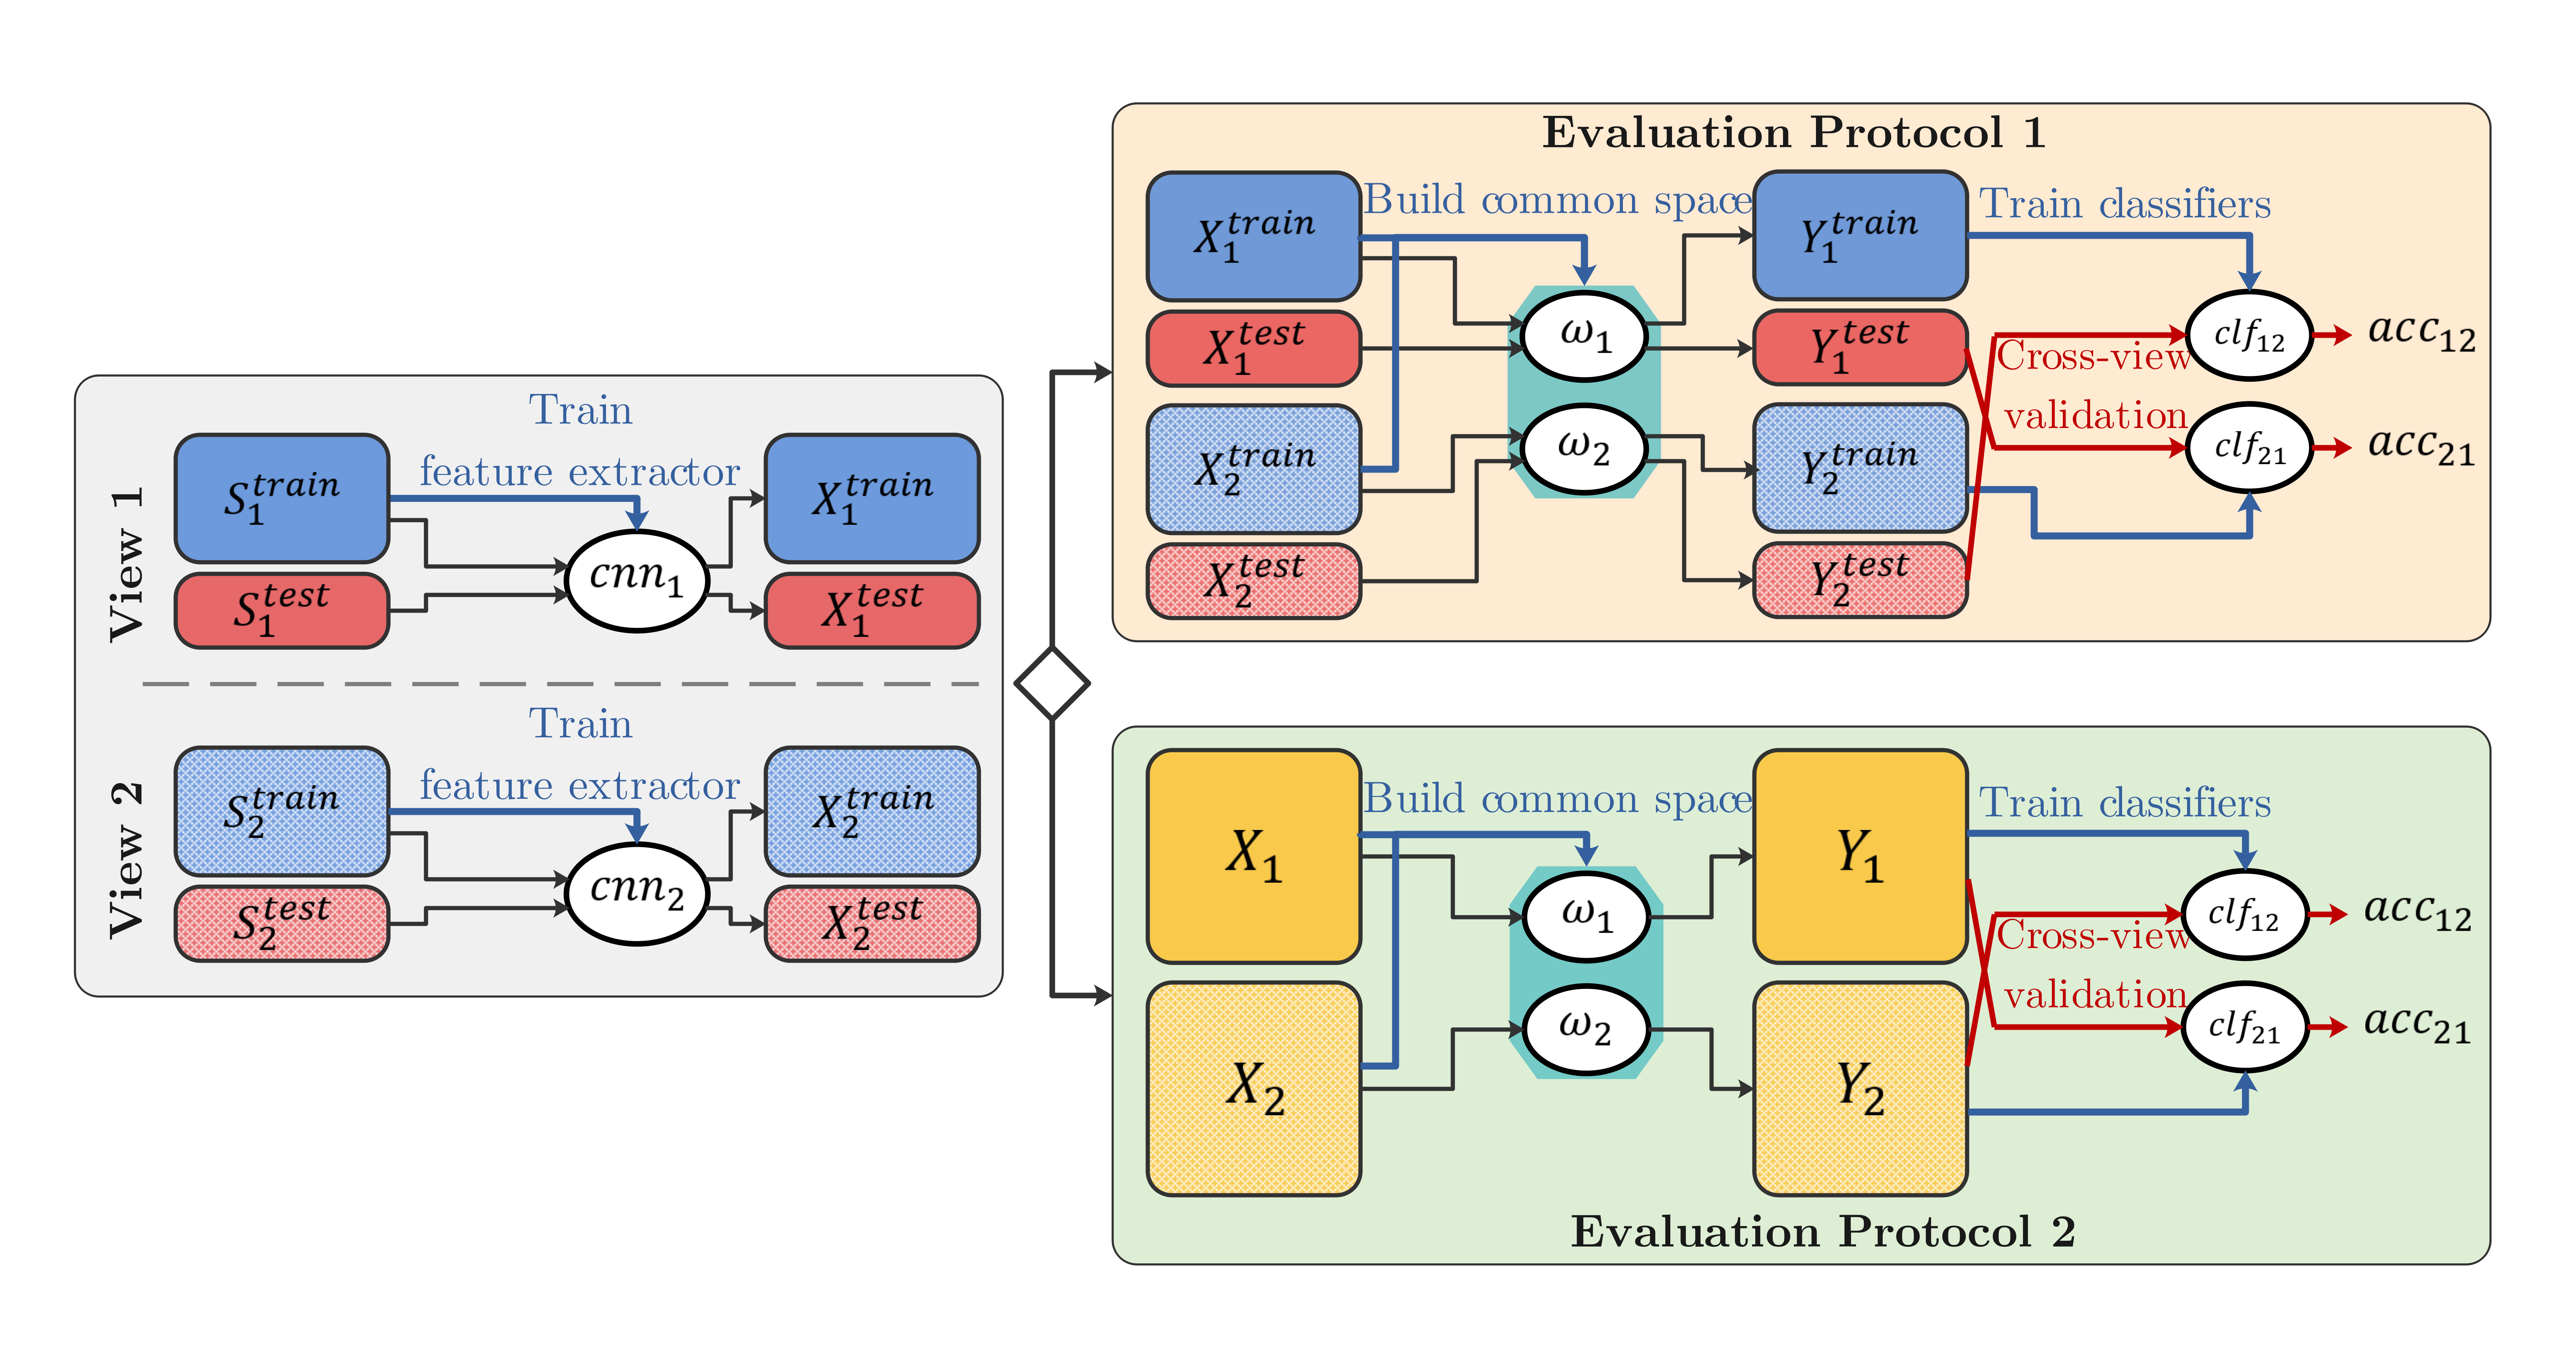 View 1
Train
feature extractor
S_1^{train}
S_1^{test}
cnn_1
X_1^{train}
X_1^{test}
View 2
Train
feature extractor
S_2^{train}
S_2^{test}
cnn_2
X_2^{train}
X_2^{test}
Evaluation Protocol 1
Build common space
Train classifiers
X_1^{train}
X_1^{test}
X_2^{train}
X_2^{test}
ω_1
ω_2
Y_1^{train}
Y_1^{test}
Y_2^{train}
Y_2^{test}
Cross-view
validation
clf_{12}
acc_{12}
clf_{21}
acc_{21}
Build common space
Train classifiers
X_1
X_2
ω_1
ω_2
Y_1
Y_2
Cross-view
validation
clf_{12}
acc_{12}
clf_{21}
acc_{21}
Evaluation Protocol 2